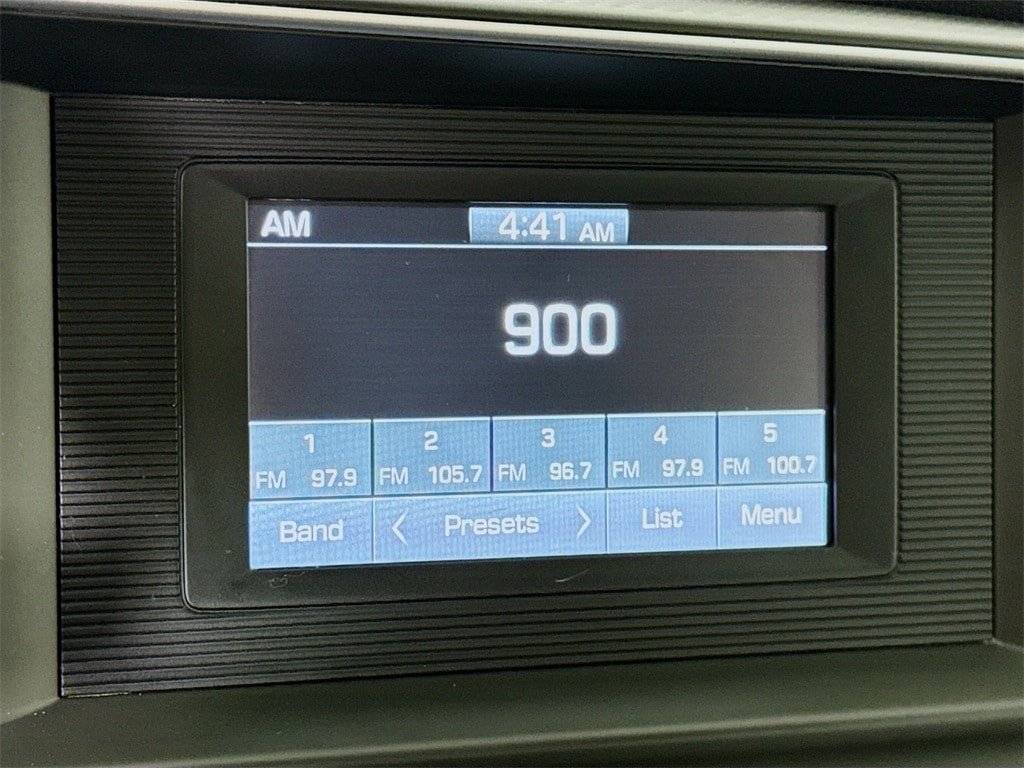 AM 4:41 AM
900
1 2 3 4 5
FM 97.9 FM 105.7 FM 96.7 FM 97.9 FM 100.7
Band < Presets > List Menu